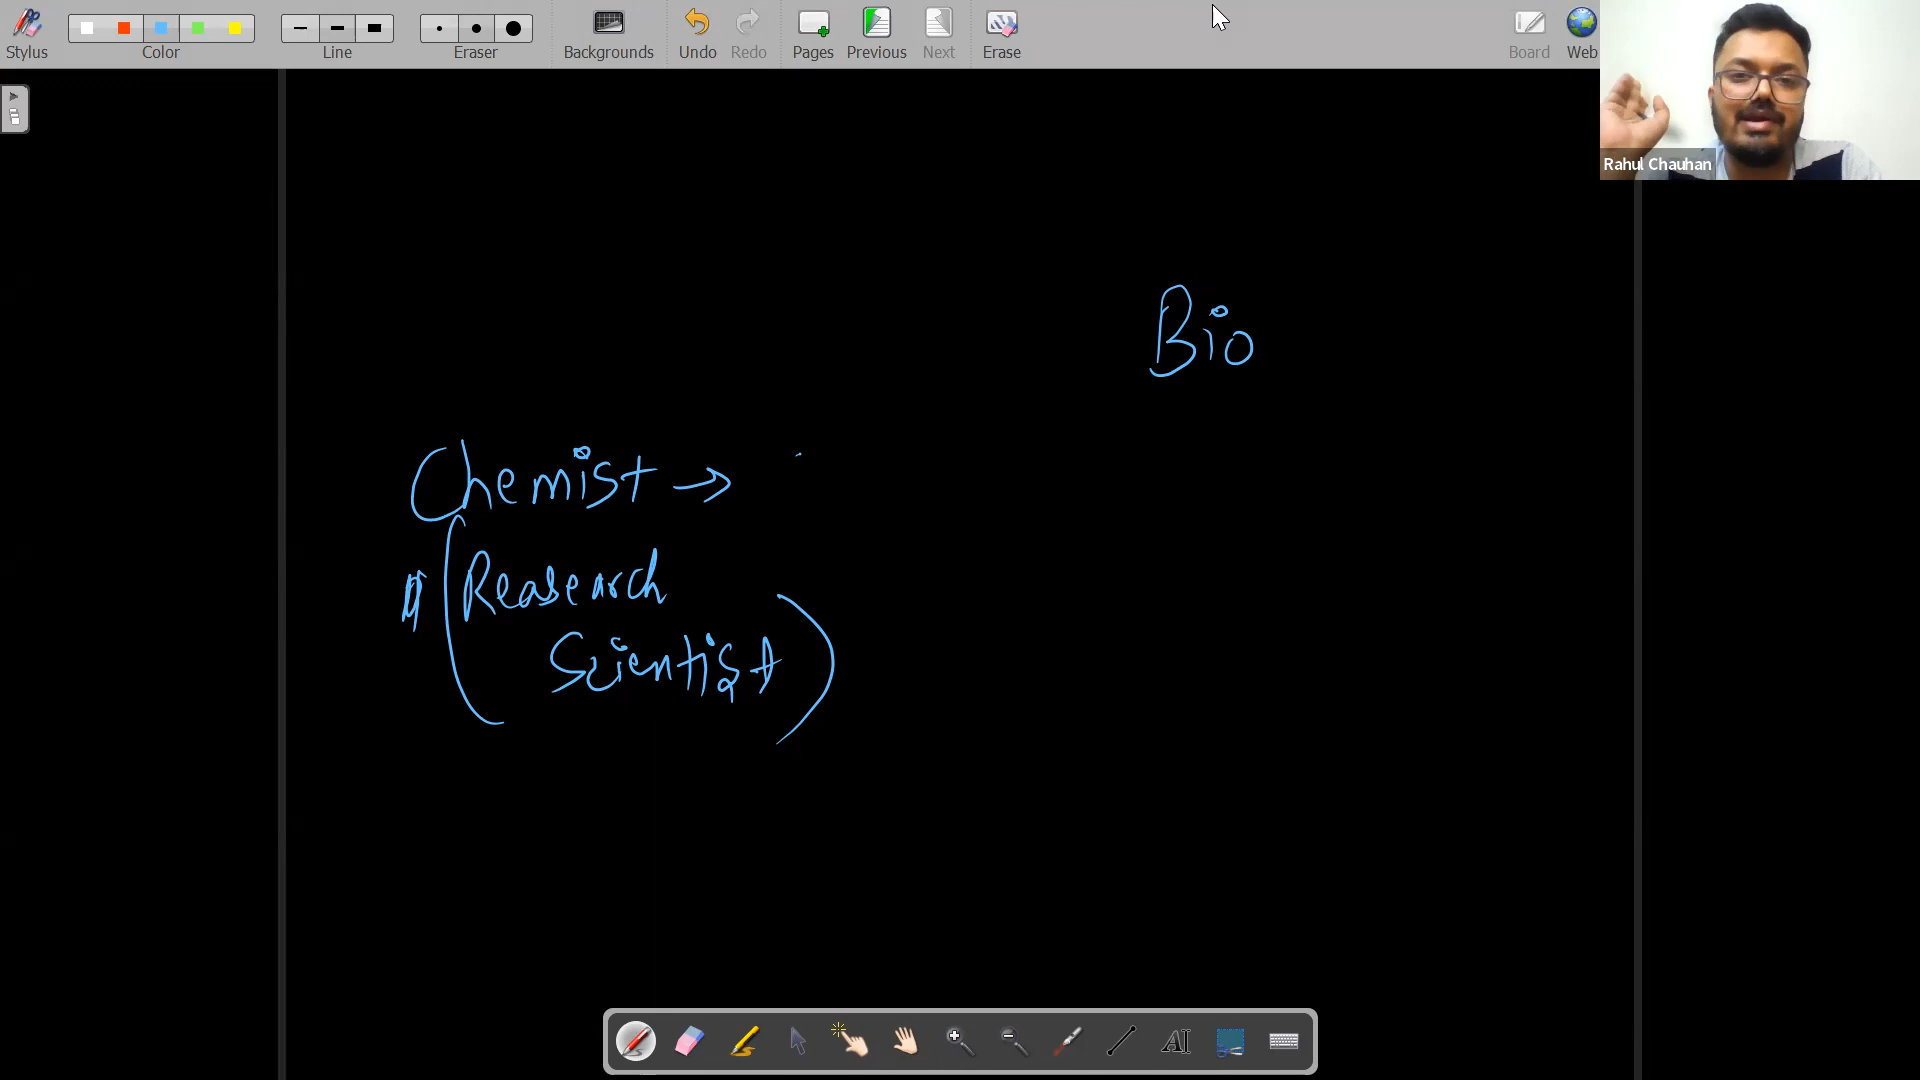 Stylus
Color
Line
Eraser
Backgrounds
Undo
Redo
Pages
Previous
Next
Erase
Board
Web
Rahul Chauhan
Bio
Chemist →
(Reasearch
Scientist)
AI